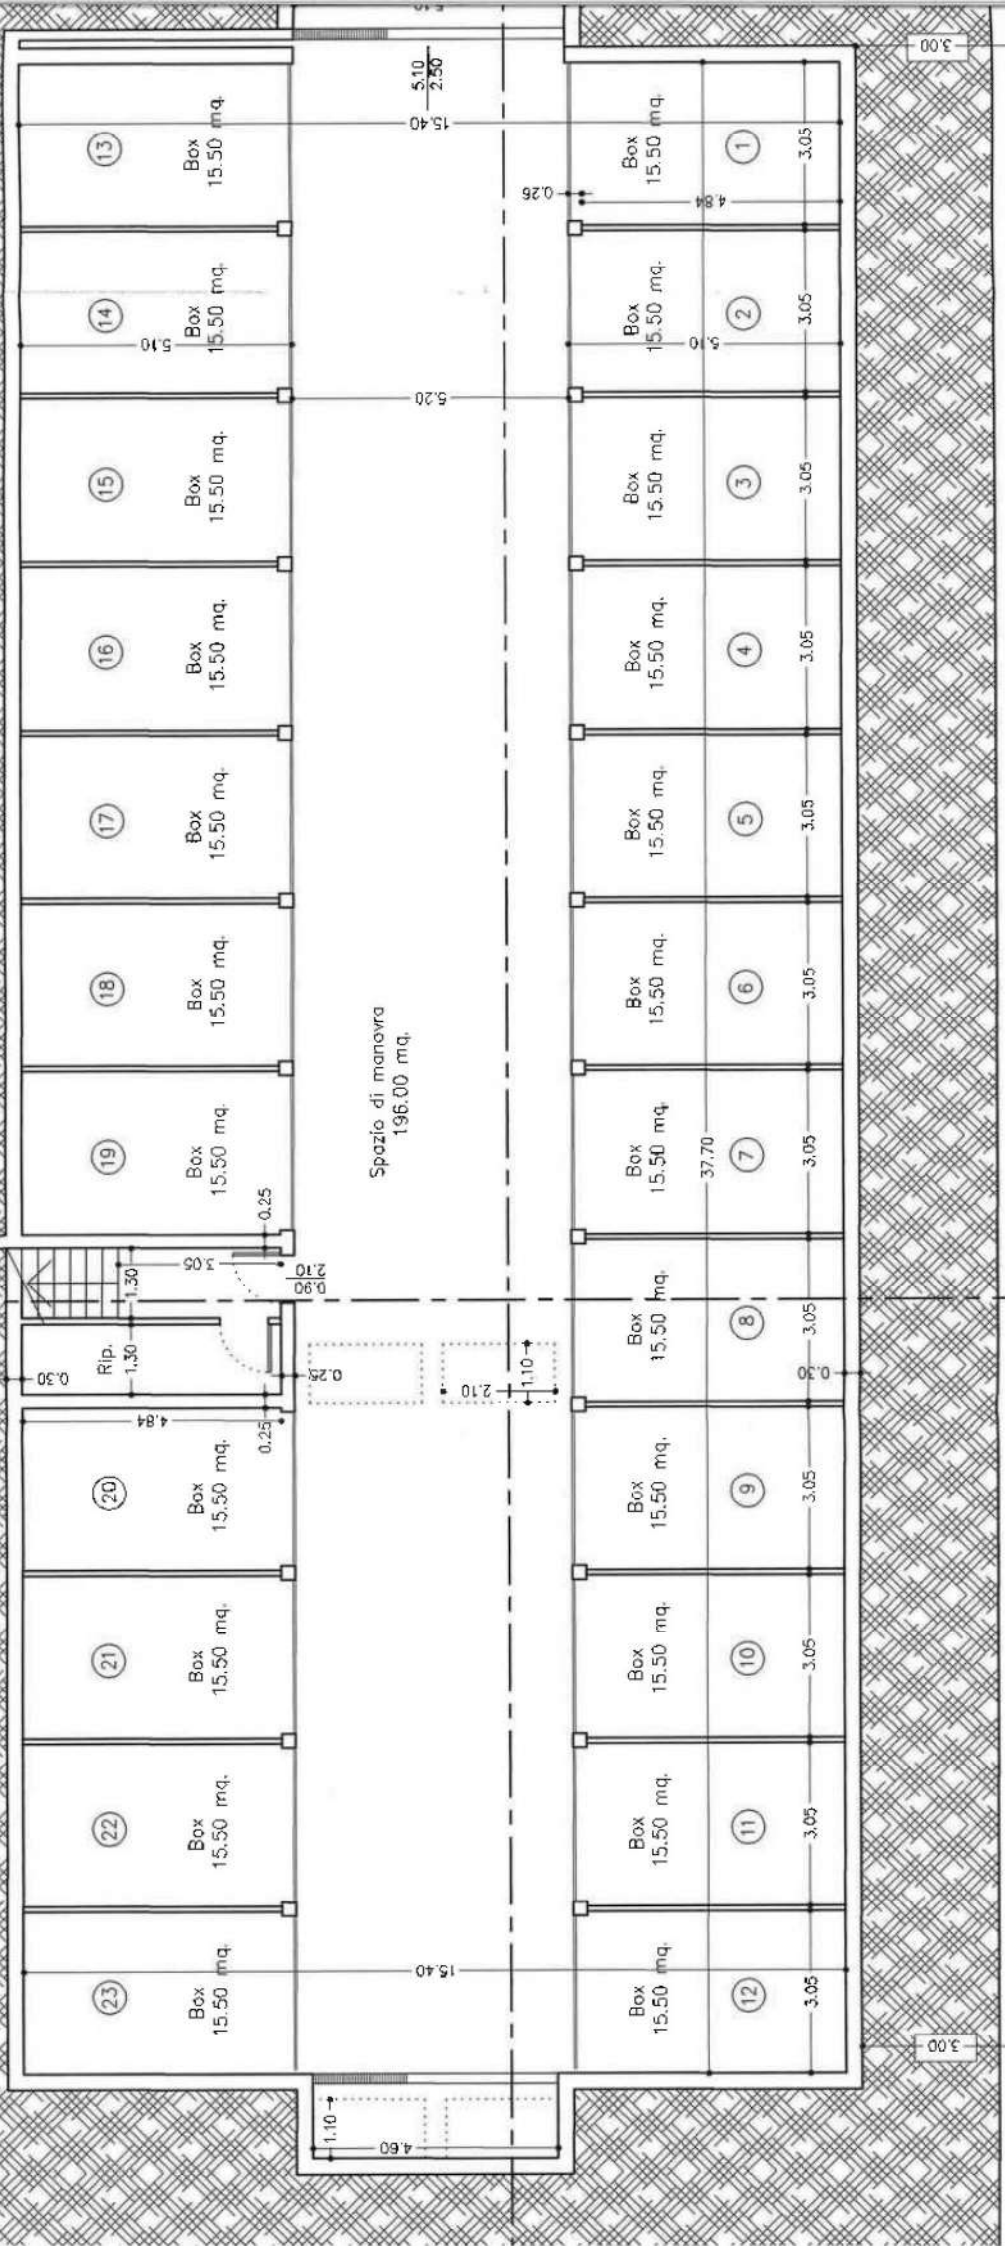 5.10
3.00
5.10
2.50
15.40
13
Box
15.50 mq.
Box
15.50 mq.
1
3.05
0.26
4.84
14
Box
15.50 mq.
5.10
Box
15.50 mq.
2
3.05
5.10
5.20
15
Box
15.50 mq.
Box
15.50 mq.
3
3.05
16
Box
15.50 mq.
Box
15.50 mq.
4
3.05
17
Box
15.50 mq.
Box
15.50 mq.
5
3.05
18
Box
15.50 mq.
Box
15.50 mq.
6
3.05
Spazio di manovra
196.00 mq.
19
Box
15.50 mq.
Box
15.50 mq.
7
3.05
37.70
0.25
3.05
1.30
0.90
2.10
Box
15.50 mq.
8
3.05
Rip.
1.30
0.30
0.25
2.10
1.10
0.30
4.84
0.25
20
Box
15.50 mq.
Box
15.50 mq.
9
3.05
21
Box
15.50 mq.
Box
15.50 mq.
10
3.05
22
Box
15.50 mq.
Box
15.50 mq.
11
3.05
15.40
23
Box
15.50 mq.
Box
15.50 mq.
12
3.05
3.00
1.10
4.60